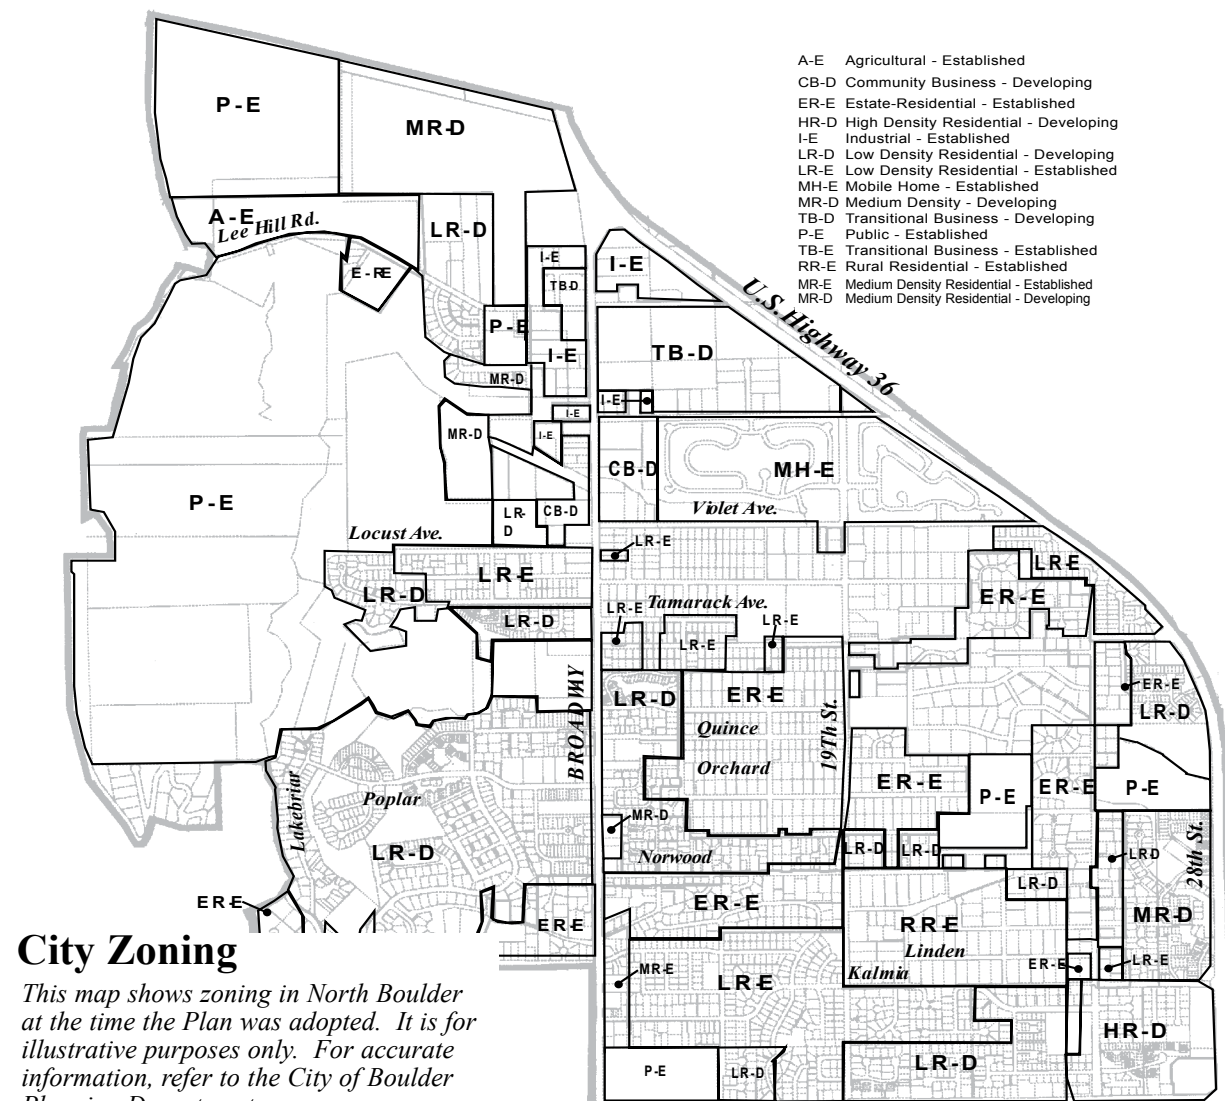 A-E Agricultural - Established
CB-D Community Business - Developing
ER-E Estate-Residential - Established
HR-D High Density Residential - Developing
I-E Industrial - Established
LR-D Low Density Residential - Developing
LR-E Low Density Residential - Established
MH-E Mobile Home - Established
MR-D Medium Density - Developing
TB-D Transitional Business - Developing
P-E Public - Established
TB-E Transitional Business - Established
RR-E Rural Residential - Established
MR-E Medium Density Residential - Established
MR-D Medium Density Residential - Developing
P-E
MR-D
A-E
Lee Hill Rd.
LR-D
E-RE
I-E
TB-D
I-E
U.S. Highway 36
P-E
I-E
TB-D
MR-D
I-E
I-E
MR-D
I-E
CB-D
MH-E
P-E
LR-D
CB-D
Violet Ave.
Locust Ave.
LR-E
LR-E
LR-E
LR-D
ER-E
LR-E
Tamarack Ave.
LR-E
LR-D
LR-E
BROADWAY
LR-D
ER-E
19Th St.
ER-E
LR-D
Quince
Orchard
ER-E
P-E
ER-E
P-E
Lakebriar
Poplar
MR-D
LR-D
Norwood
LR-D
LR-D
LR-D
28th St.
LR-D
ER-E
ER-E
ER-E
RR-E
MR-D
Linden
ER-E
LR-E
Kalmia
MR-E
LR-E
HR-D
LR-D
P-E
LR-D
City Zoning
This map shows zoning in North Boulder
at the time the Plan was adopted. It is for
illustrative purposes only. For accurate
information, refer to the City of Boulder